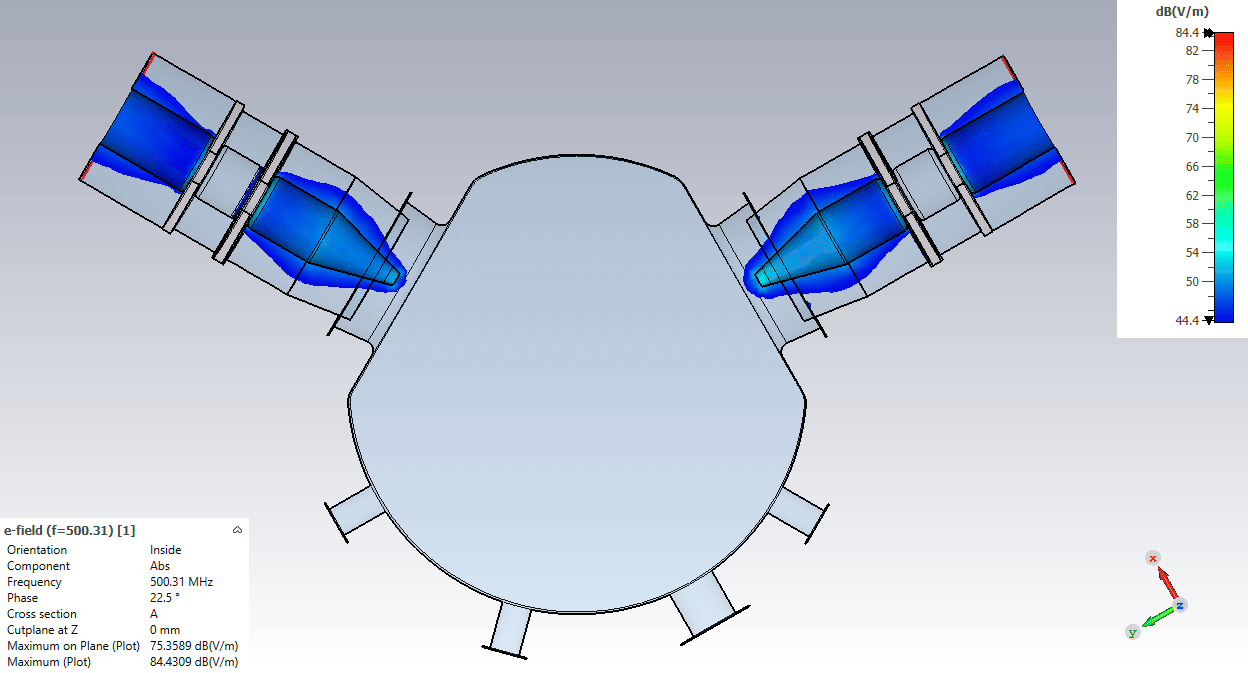 dB(V/m)
84.4
82
78
74
70
66
62
58
54
50
44.4
e-field (f=500.31) [1]
Orientation Inside
Component Abs
Frequency 500.31 MHz
Phase 22.5 °
Cross section A
Cutplane at Z 0 mm
Maximum on Plane (Plot) 75.3589 dB(V/m)
Maximum (Plot) 84.4309 dB(V/m)
x
z
y